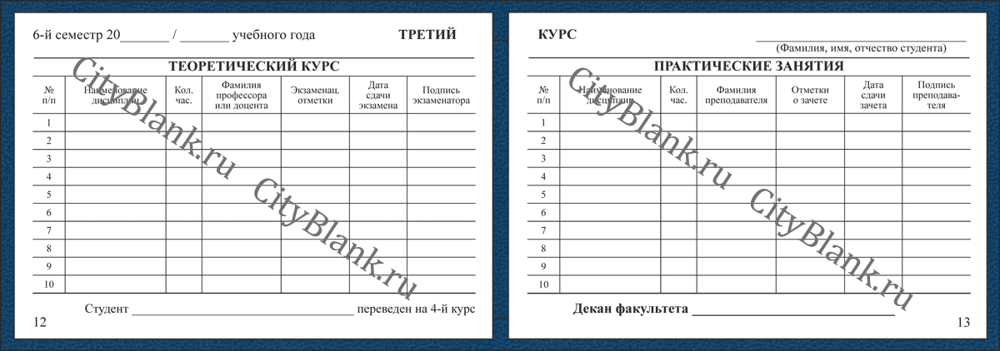 6-й семестр 20_______ / _______ учебного года ТРЕТИЙ
ТЕОРЕТИЧЕСКИЙ КУРС
№ п/п
Наименование дисциплин
Кол. час.
Фамилия профессора или доцента
Экзаменац. отметки
Дата сдачи экзамена
Подпись экзаменатора
1
2
3
4
5
6
7
8
9
10
Студент ______________________________ переведен на 4-й курс
12
КУРС
(Фамилия, имя, отчество студента)
ПРАКТИЧЕСКИЕ ЗАНЯТИЯ
№ п/п
Наименование дисциплин
Кол. час.
Фамилия преподавателя
Отметки о зачете
Дата сдачи зачета
Подпись преподава-
теля
1
2
3
4
5
6
7
8
9
10
Декан факультета ___________________________
13
CityBlank.ru
CityBlank.ru
CityBlank.ru
CityBlank.ru